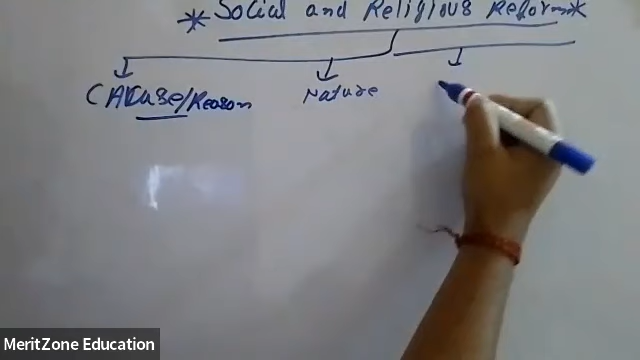 * Social and Religious Reform *
CAUse/Reason Nature
MeritZone Education